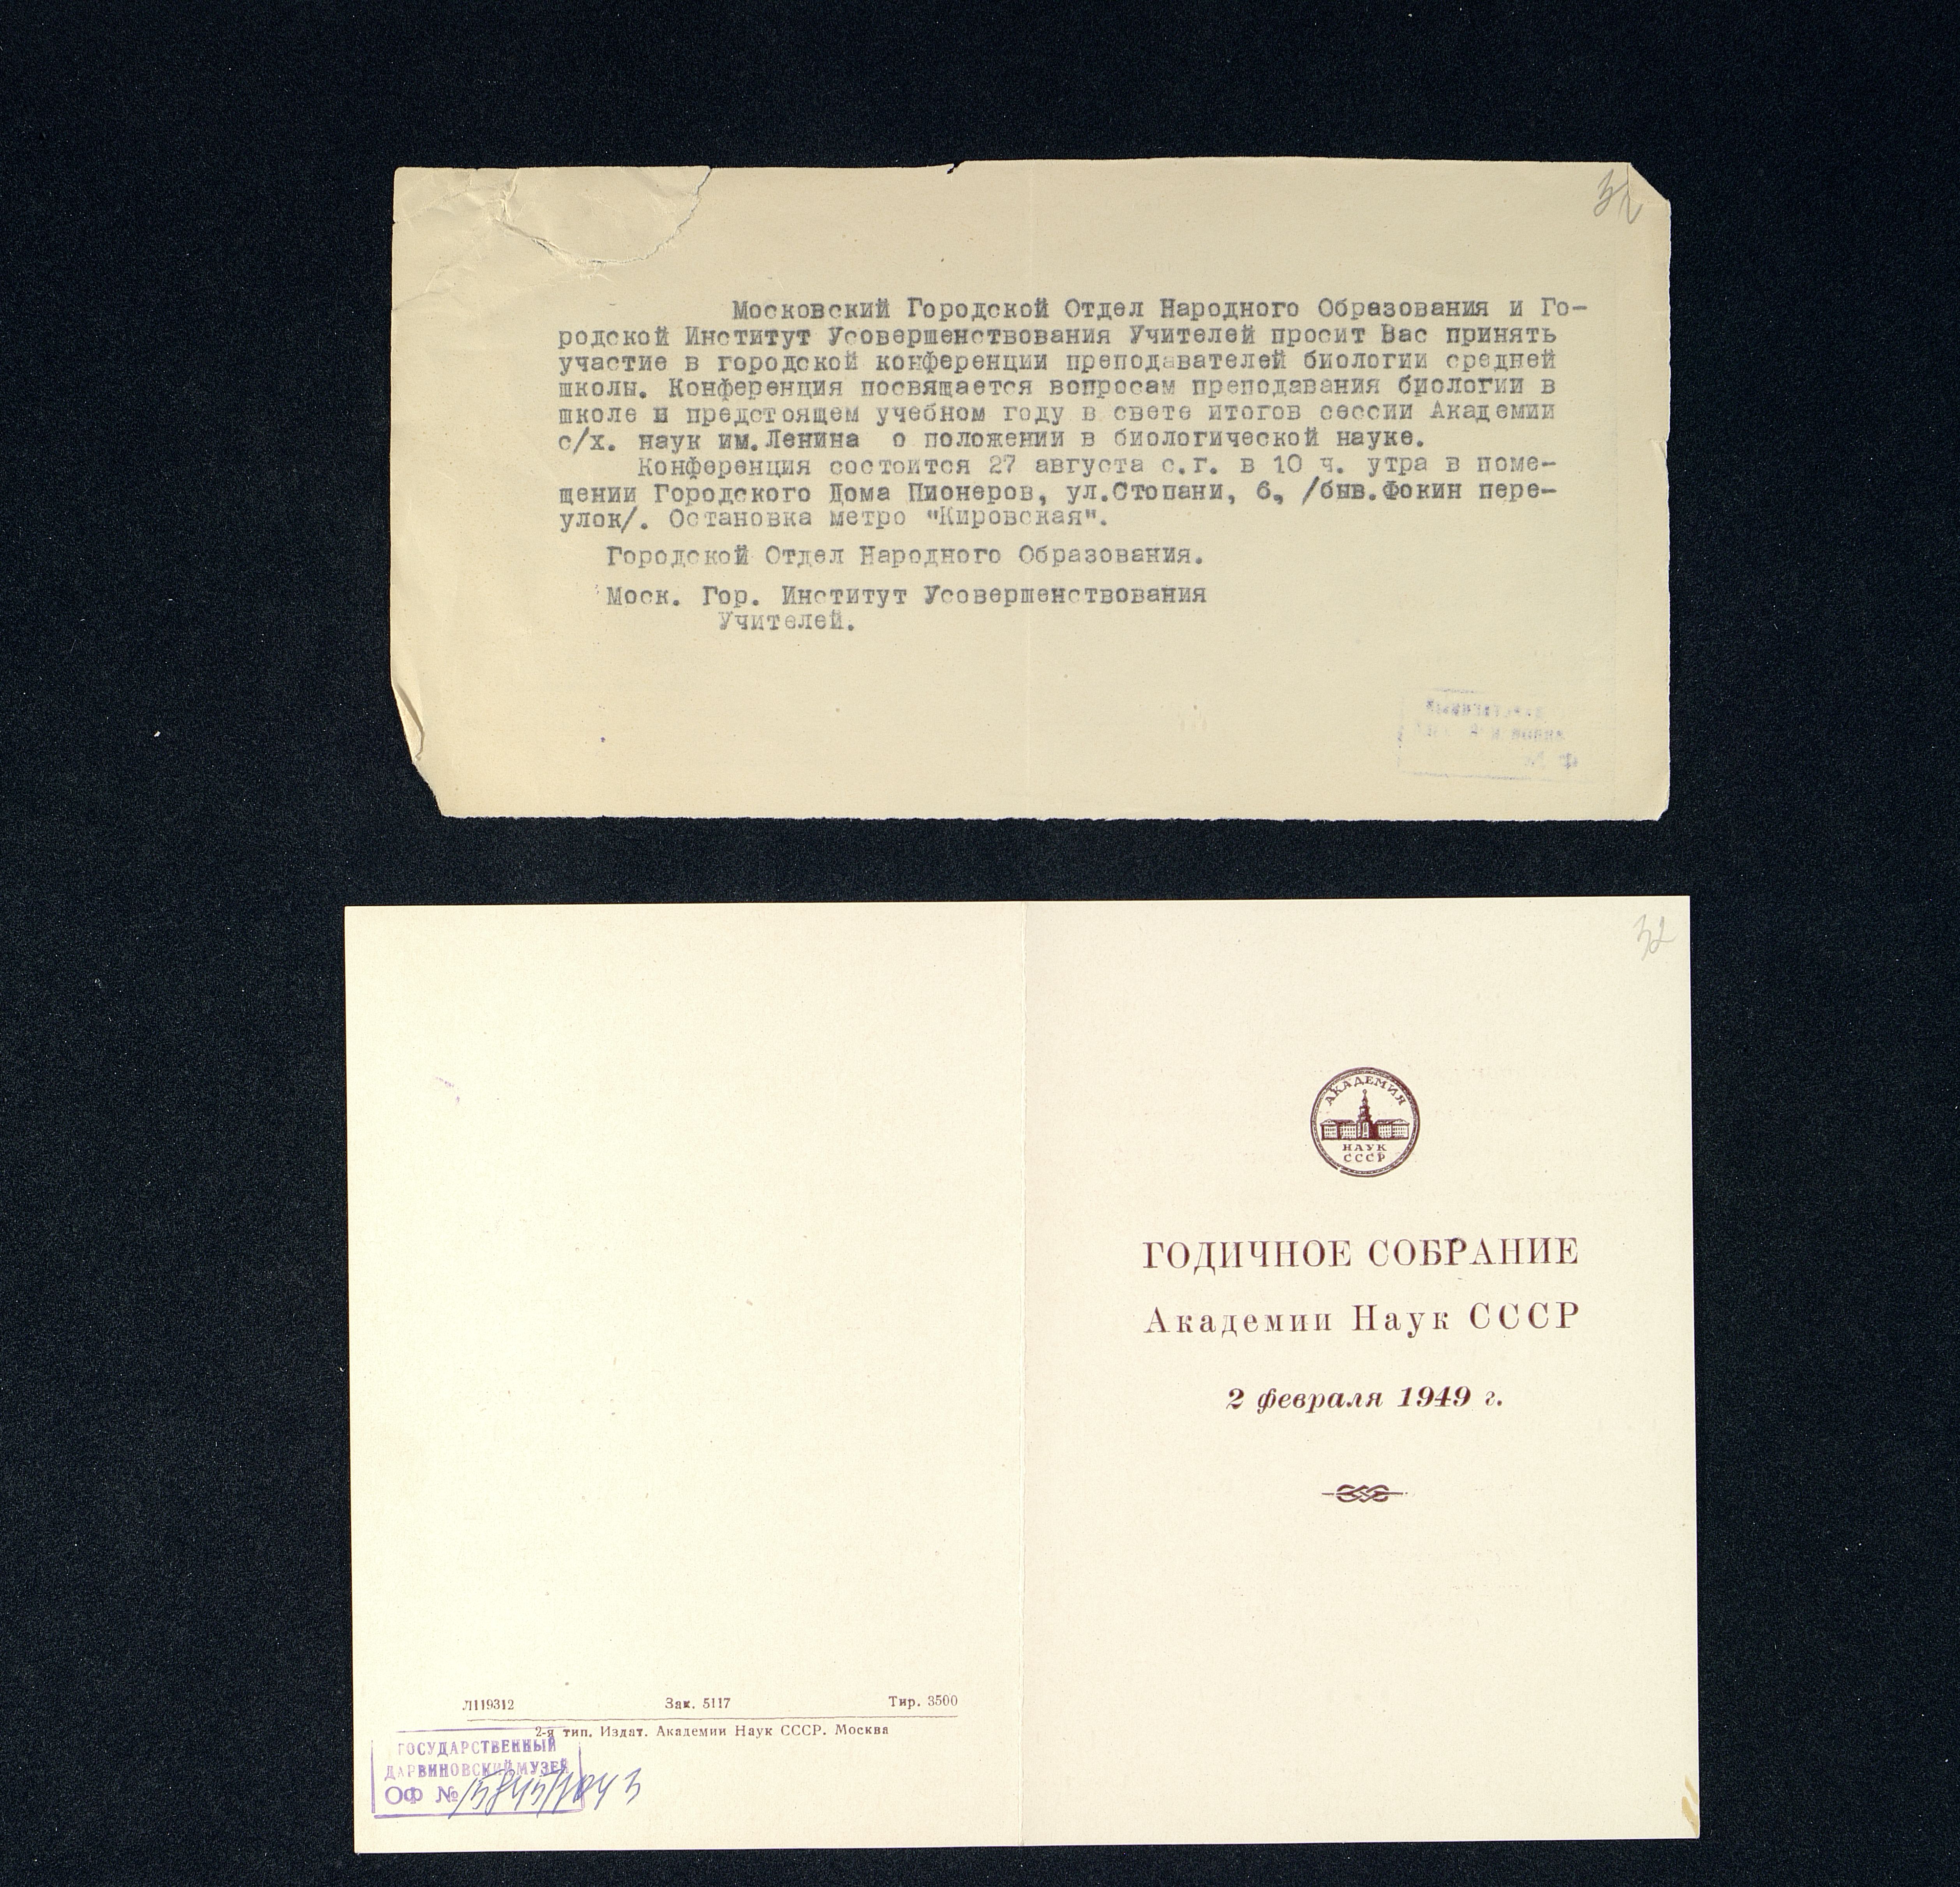 32
Московский Городской Отдел Народного Образования и Го-
родской Институт Усовершенствования Учителей просит Вас принять
участие в городской конференции преподавателей биологии средней
школы. Конференция посвящается вопросам преподавания биологии в
школе в предстоящем учебном году в свете итогов сессии Академии
с/х. наук им.Ленина о положении в биологической науке.
Конференция состоится 27 августа с.г. в 10 ч. утра в поме-
щении Городского Дома Пионеров, ул.Стопани, 6, /быв.Фокин пере-
улок/. Остановка метро "Кировская".
Городской Отдел Народного Образования.
Моск. Гор. Институт Усовершенствования
Учителей.
32
АКАДЕМИЯ
НАУК
СССР
ГОДИЧНОЕ СОБРАНИЕ
Академии Наук СССР
2 февраля 1949 г.
Л119312 Зак. 5117 Тир. 3500
2-я тип. Издат. Академии Наук СССР. Москва
ГОСУДАРСТВЕННЫЙ
ДАРВИНОВСКИЙ МУЗЕЙ
ОФ №